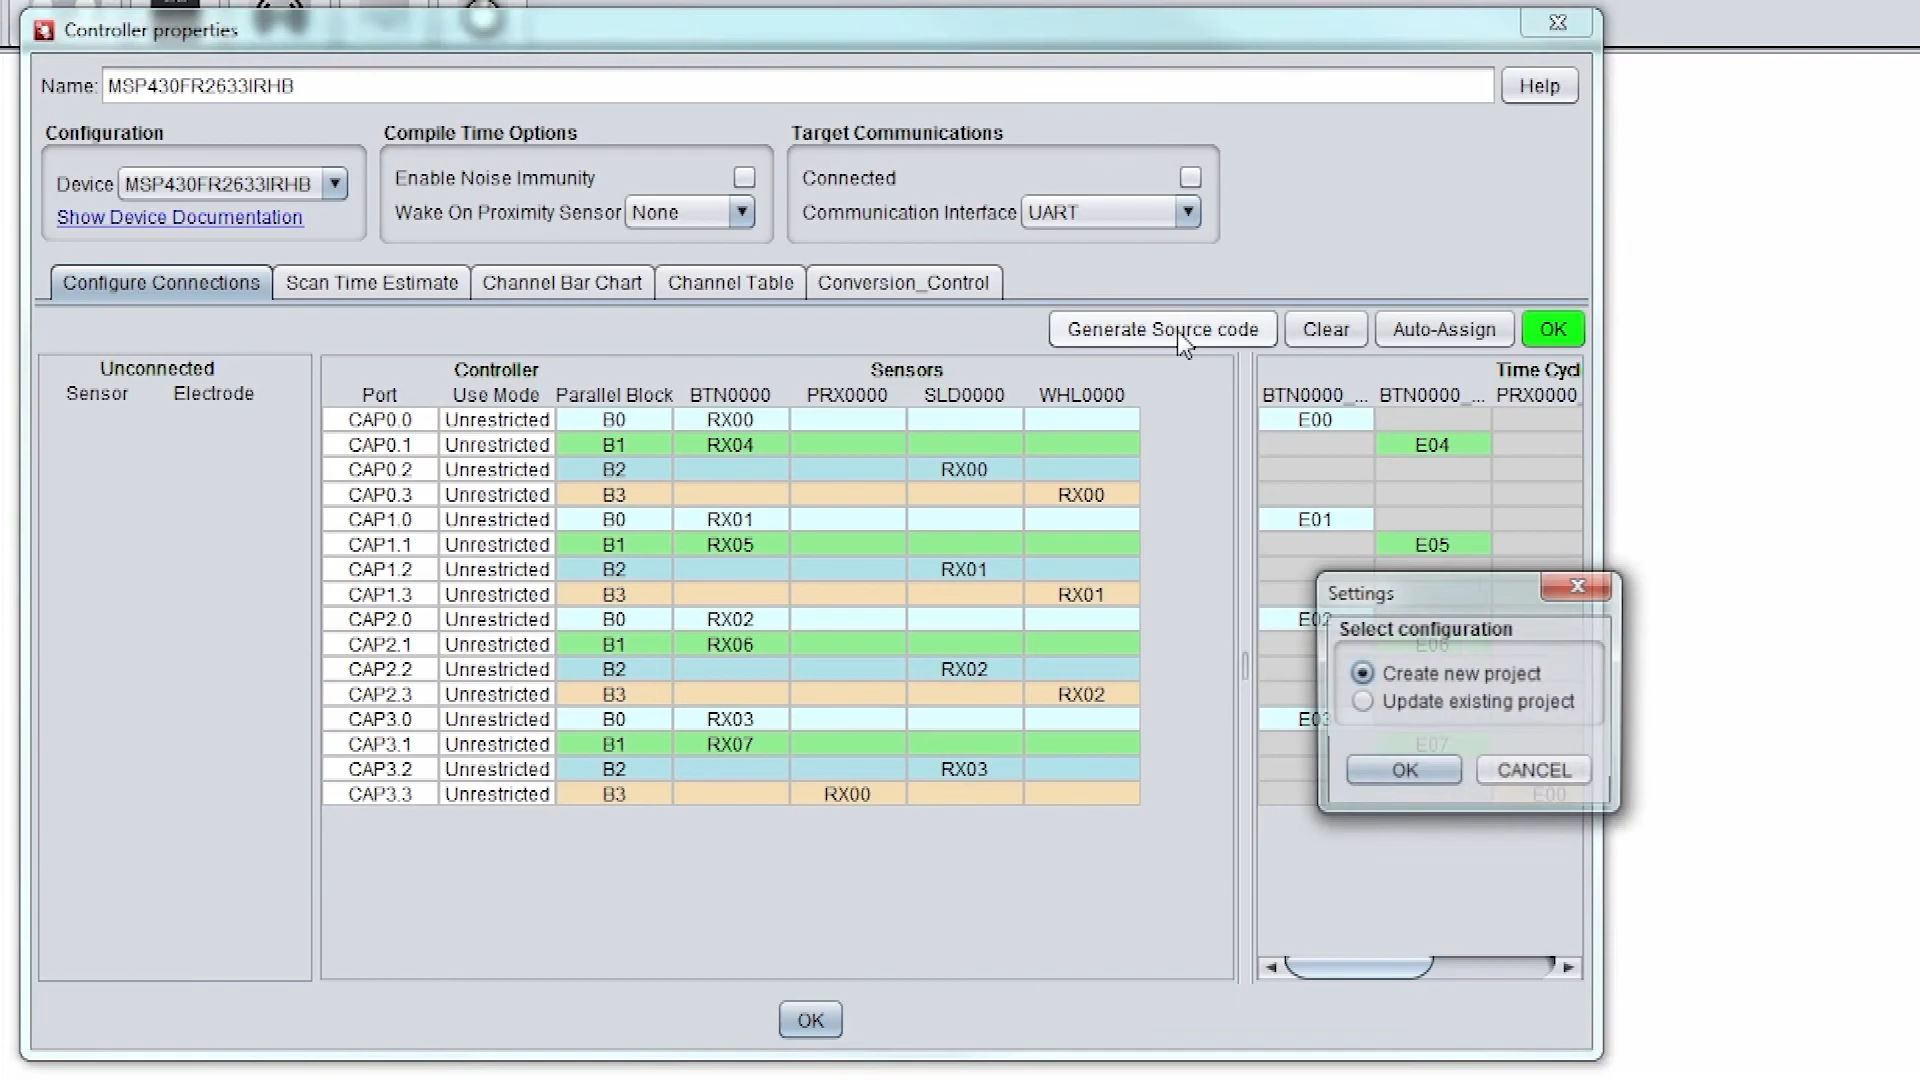 Controller properties
Name: MSP430FR2633IRHB Help
Configuration Compile Time Options Target Communications
Device MSP430FR2633IRHB Enable Noise Immunity Connected
Show Device Documentation Wake On Proximity Sensor None Communication Interface UART
Configure Connections Scan Time Estimate Channel Bar Chart Channel Table Conversion_Control
Generate Source code Clear Auto-Assign OK
Unconnected
Sensor Electrode
Controller Sensors Time Cycl
Port Use Mode Parallel Block BTN0000 PRX0000 SLD0000 WHL0000 BTN0000_... BTN0000_... PRX0000_
CAP0.0 Unrestricted B0 RX00 E00
CAP0.1 Unrestricted B1 RX04 E04
CAP0.2 Unrestricted B2 RX00
CAP0.3 Unrestricted B3 RX00
CAP1.0 Unrestricted B0 RX01 E01
CAP1.1 Unrestricted B1 RX05 E05
CAP1.2 Unrestricted B2 RX01
CAP1.3 Unrestricted B3 RX01
CAP2.0 Unrestricted B0 RX02 E02
CAP2.1 Unrestricted B1 RX06 E06
CAP2.2 Unrestricted B2 RX02
CAP2.3 Unrestricted B3 RX02
CAP3.0 Unrestricted B0 RX03 E03
CAP3.1 Unrestricted B1 RX07 E07
CAP3.2 Unrestricted B2 RX03
CAP3.3 Unrestricted B3 RX00 E00
Settings
Select configuration
Create new project
Update existing project
OK CANCEL
OK